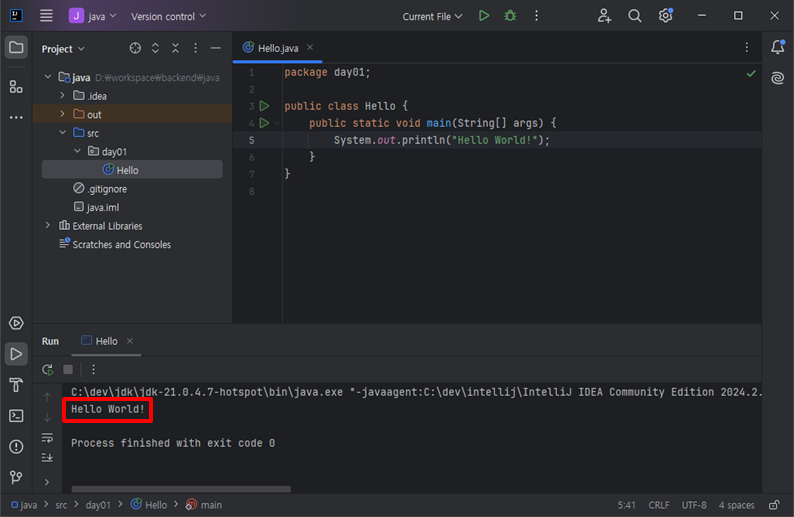 J java Version control Current File
Project
Hello.java
java D:₩workspace₩backend₩java
.idea
out
src
day01
Hello
.gitignore
java.iml
External Libraries
Scratches and Consoles
1 package day01;
2
3 public class Hello {
4 public static void main(String[] args) {
5 System.out.println("Hello World!");
6 }
7 }
8
Run Hello
C:\dev\jdk\jdk-21.0.4.7-hotspot\bin\java.exe "-javaagent:C:\dev\intellij\IntelliJ IDEA Community Edition 2024.2.
Hello World!
Process finished with exit code 0
java > src > day01 > Hello > main 5:41 CRLF UTF-8 4 spaces